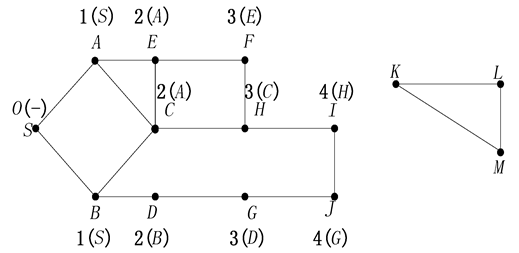 1(S) 2(A) 3(E)
A E F
K L
2(A) 3(C) 4(H)
O(−)
S C H I
M
B D G J
1(S) 2(B) 3(D) 4(G)